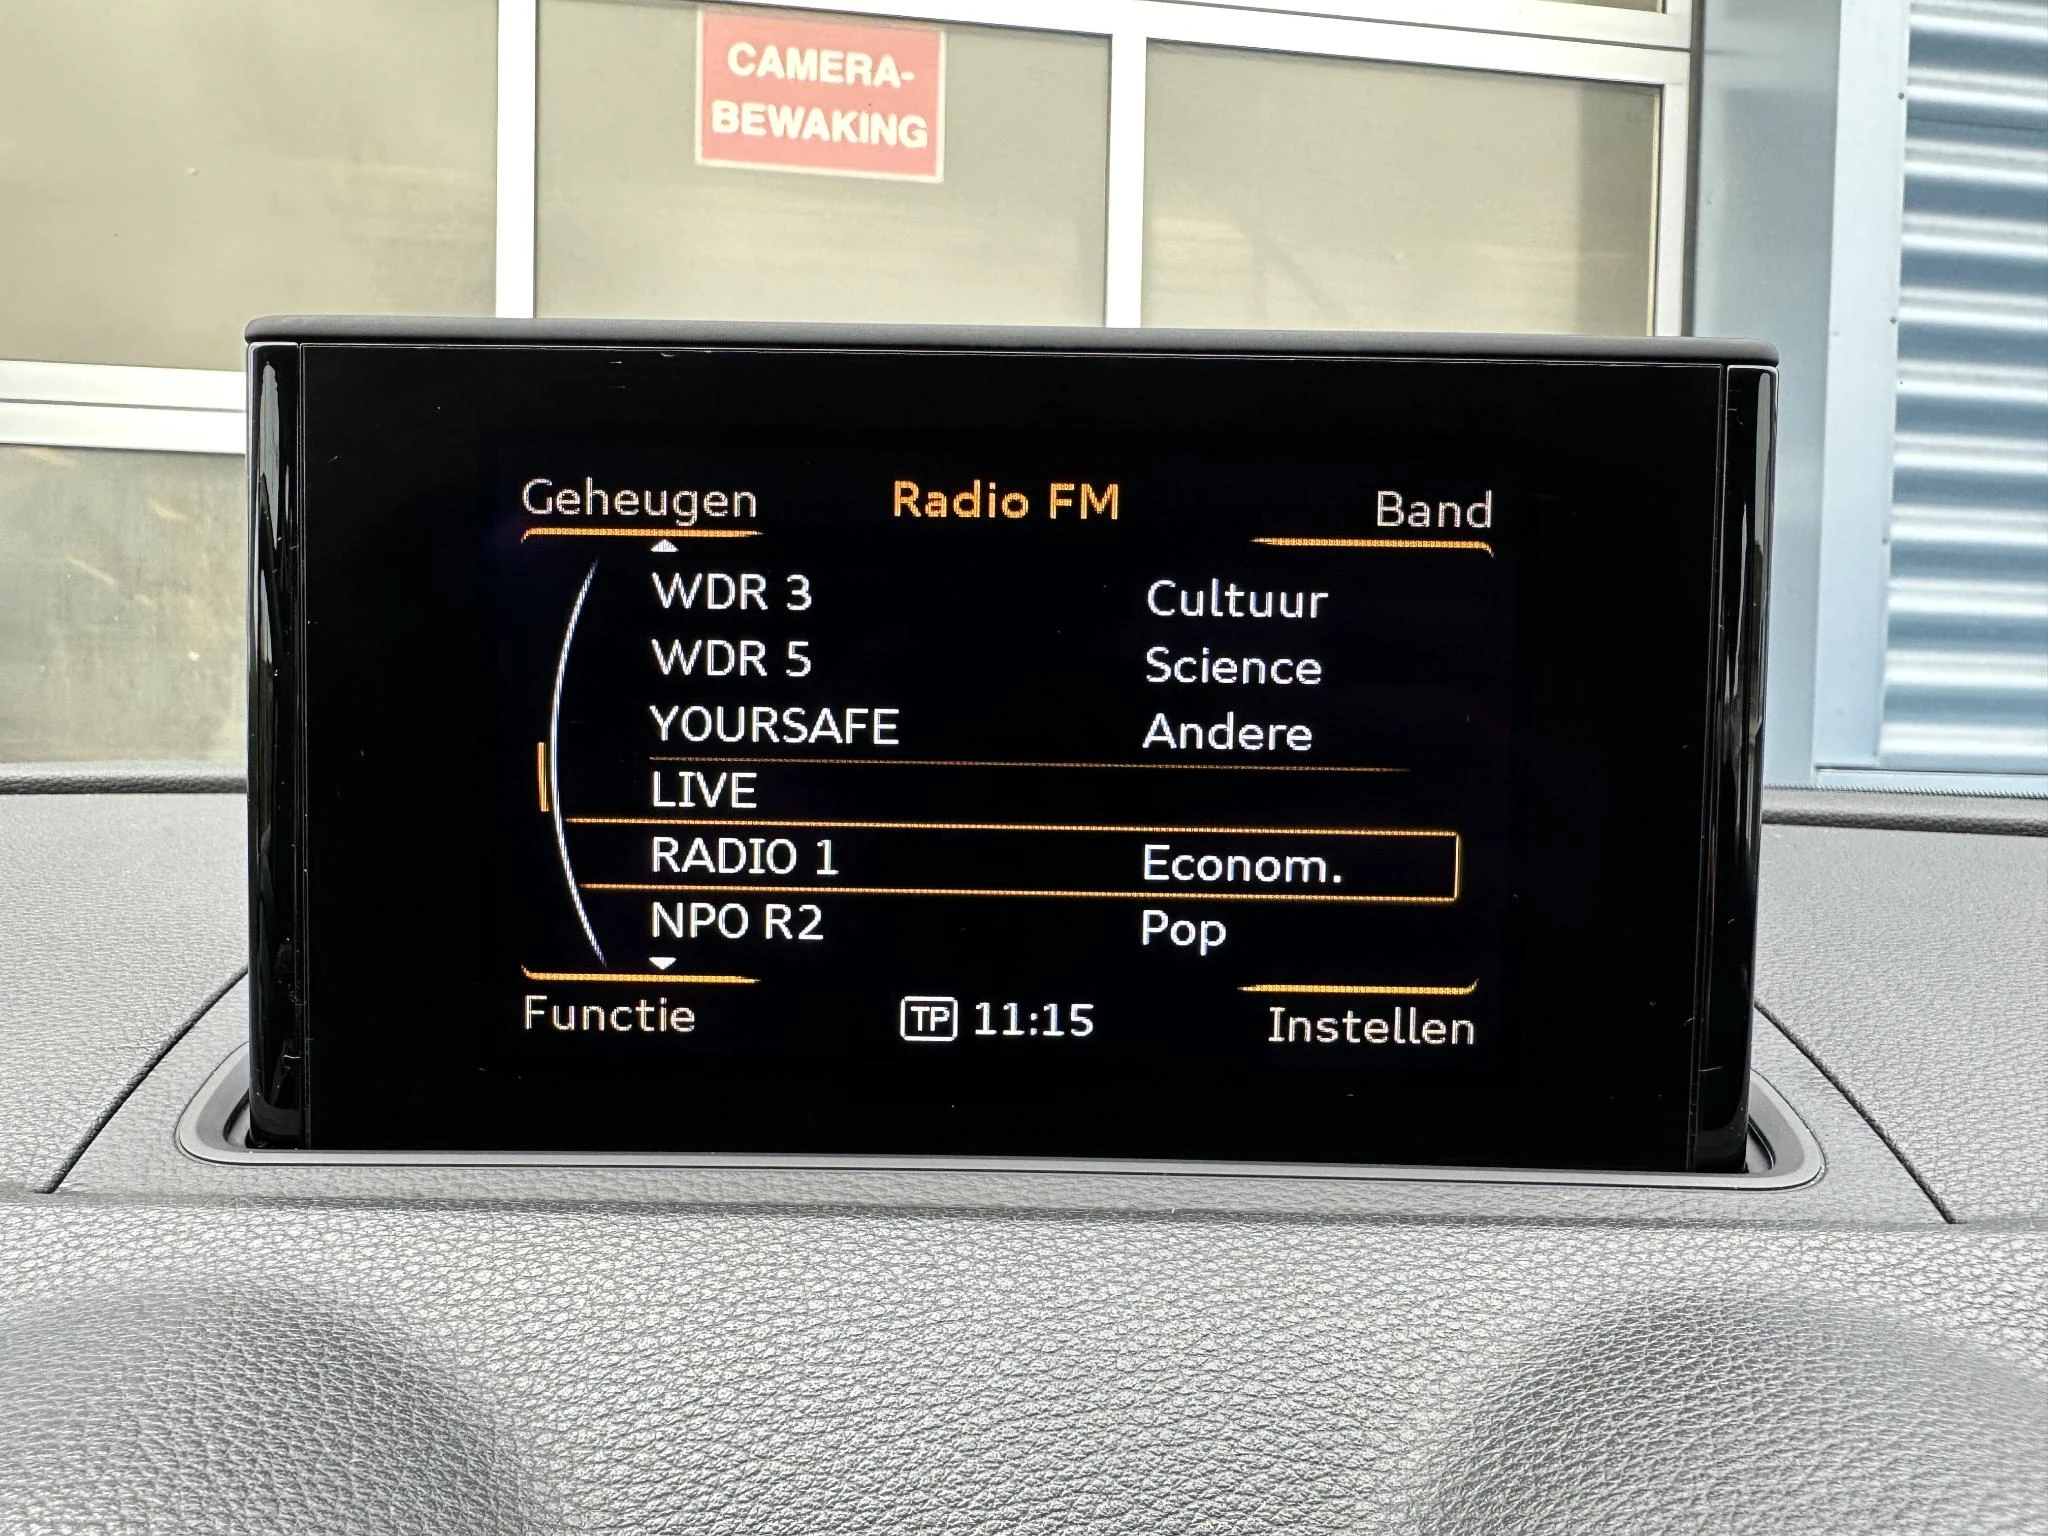 CAMERA-
BEWAKING
Geheugen Radio FM Band
WDR 3 Cultuur
WDR 5 Science
YOURSAFE Andere
LIVE
RADIO 1 Econom.
NPO R2 Pop
Functie TP 11:15 Instellen